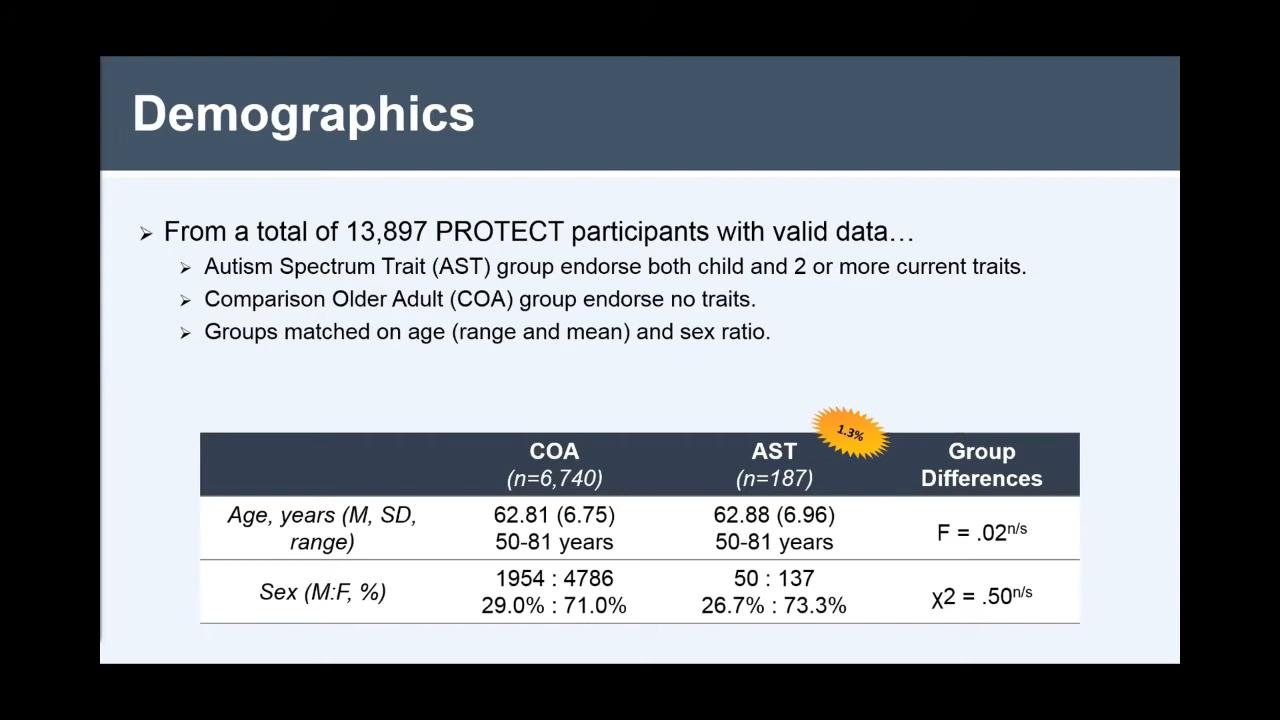 Demographics
➢ From a total of 13,897 PROTECT participants with valid data…
➢ Autism Spectrum Trait (AST) group endorse both child and 2 or more current traits.
➢ Comparison Older Adult (COA) group endorse no traits.
➢ Groups matched on age (range and mean) and sex ratio.
1.3%
COA AST Group
(n=6,740) (n=187) Differences
Age, years (M, SD, 62.81 (6.75) 62.88 (6.96) F = .02n/s
range) 50-81 years 50-81 years
Sex (M:F, %) 1954 : 4786 50 : 137 χ2 = .50n/s
29.0% : 71.0% 26.7% : 73.3%